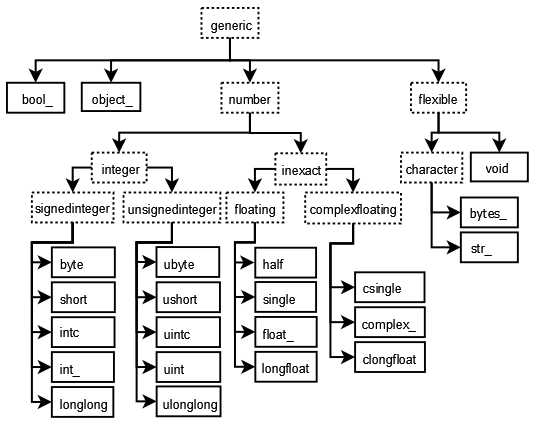 generic
bool_
object_
number
flexible
integer
inexact
character
void
signedinteger
unsignedinteger
floating
complexfloating
bytes_
str_
byte
ubyte
half
csingle
short
ushort
single
complex_
intc
uintc
float_
clongfloat
int_
uint
longfloat
longlong
ulonglong